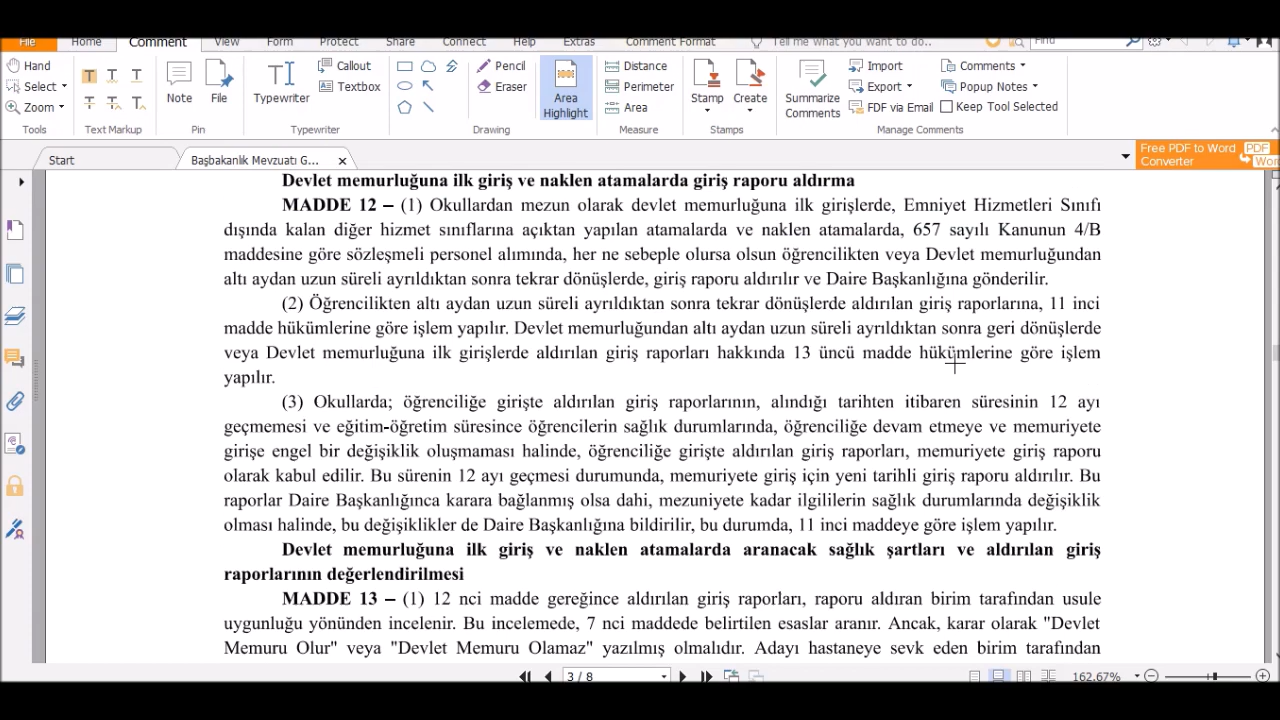 File Home Comment View Form Protect Share Connect Help Extras Comment Format Tell me what you want to do.. Find
Hand
Select
Zoom
Tools
T T T
T T T
Text Markup
Note File
Pin
Typewriter
Callout
Textbox
Typewriter
Pencil
Eraser
Drawing
Area
Highlight
Distance
Perimeter
Area
Measure
Stamp Create
Stamps
Summarize
Comments
Import
Export
FDF via Email
Comments
Popup Notes
Keep Tool Selected
Manage Comments
Start Başbakanlık Mevzuatı G... x
Free PDF to Word
Converter
PDF
Devlet memurluğuna ilk giriş ve naklen atamalarda giriş raporu aldırma
MADDE 12 – (1) Okullardan mezun olarak devlet memurluğuna ilk girişlerde, Emniyet Hizmetleri Sınıfı
dışında kalan diğer hizmet sınıflarına açıktan yapılan atamalarda ve naklen atamalarda, 657 sayılı Kanunun 4/B
maddesine göre sözleşmeli personel alımında, her ne sebeple olursa olsun öğrencilikten veya Devlet memurluğundan
altı aydan uzun süreli ayrıldıktan sonra tekrar dönüşlerde, giriş raporu aldırılır ve Daire Başkanlığına gönderilir.
(2) Öğrencilikten altı aydan uzun süreli ayrıldıktan sonra tekrar dönüşlerde aldırılan giriş raporlarına, 11 inci
madde hükümlerine göre işlem yapılır. Devlet memurluğundan altı aydan uzun süreli ayrıldıktan sonra geri dönüşlerde
veya Devlet memurluğuna ilk girişlerde aldırılan giriş raporları hakkında 13 üncü madde hükümlerine göre işlem
yapılır.
(3) Okullarda; öğrenciliğe girişte aldırılan giriş raporlarının, alındığı tarihten itibaren süresinin 12 ayı
geçmemesi ve eğitim-öğretim süresince öğrencilerin sağlık durumlarında, öğrenciliğe devam etmeye ve memuriyete
girişe engel bir değişiklik oluşmaması halinde, öğrenciliğe girişte aldırılan giriş raporları, memuriyete giriş raporu
olarak kabul edilir. Bu sürenin 12 ayı geçmesi durumunda, memuriyete giriş için yeni tarihli giriş raporu aldırılır. Bu
raporlar Daire Başkanlığınca karara bağlanmış olsa dahi, mezuniyete kadar ilgililerin sağlık durumlarında değişiklik
olması halinde, bu değişiklikler de Daire Başkanlığına bildirilir, bu durumda, 11 inci maddeye göre işlem yapılır.
Devlet memurluğuna ilk giriş ve naklen atamalarda aranacak sağlık şartları ve aldırılan giriş
raporlarının değerlendirilmesi
MADDE 13 – (1) 12 nci madde gereğince aldırılan giriş raporları, raporu aldıran birim tarafından usule
uygunluğu yönünden incelenir. Bu incelemede, 7 nci maddede belirtilen esaslar aranır. Ancak, karar olarak "Devlet
Memuru Olur" veya "Devlet Memuru Olamaz" yazılmış olmalıdır. Adayı hastaneye sevk eden birim tarafından
3 / 8 162.67%